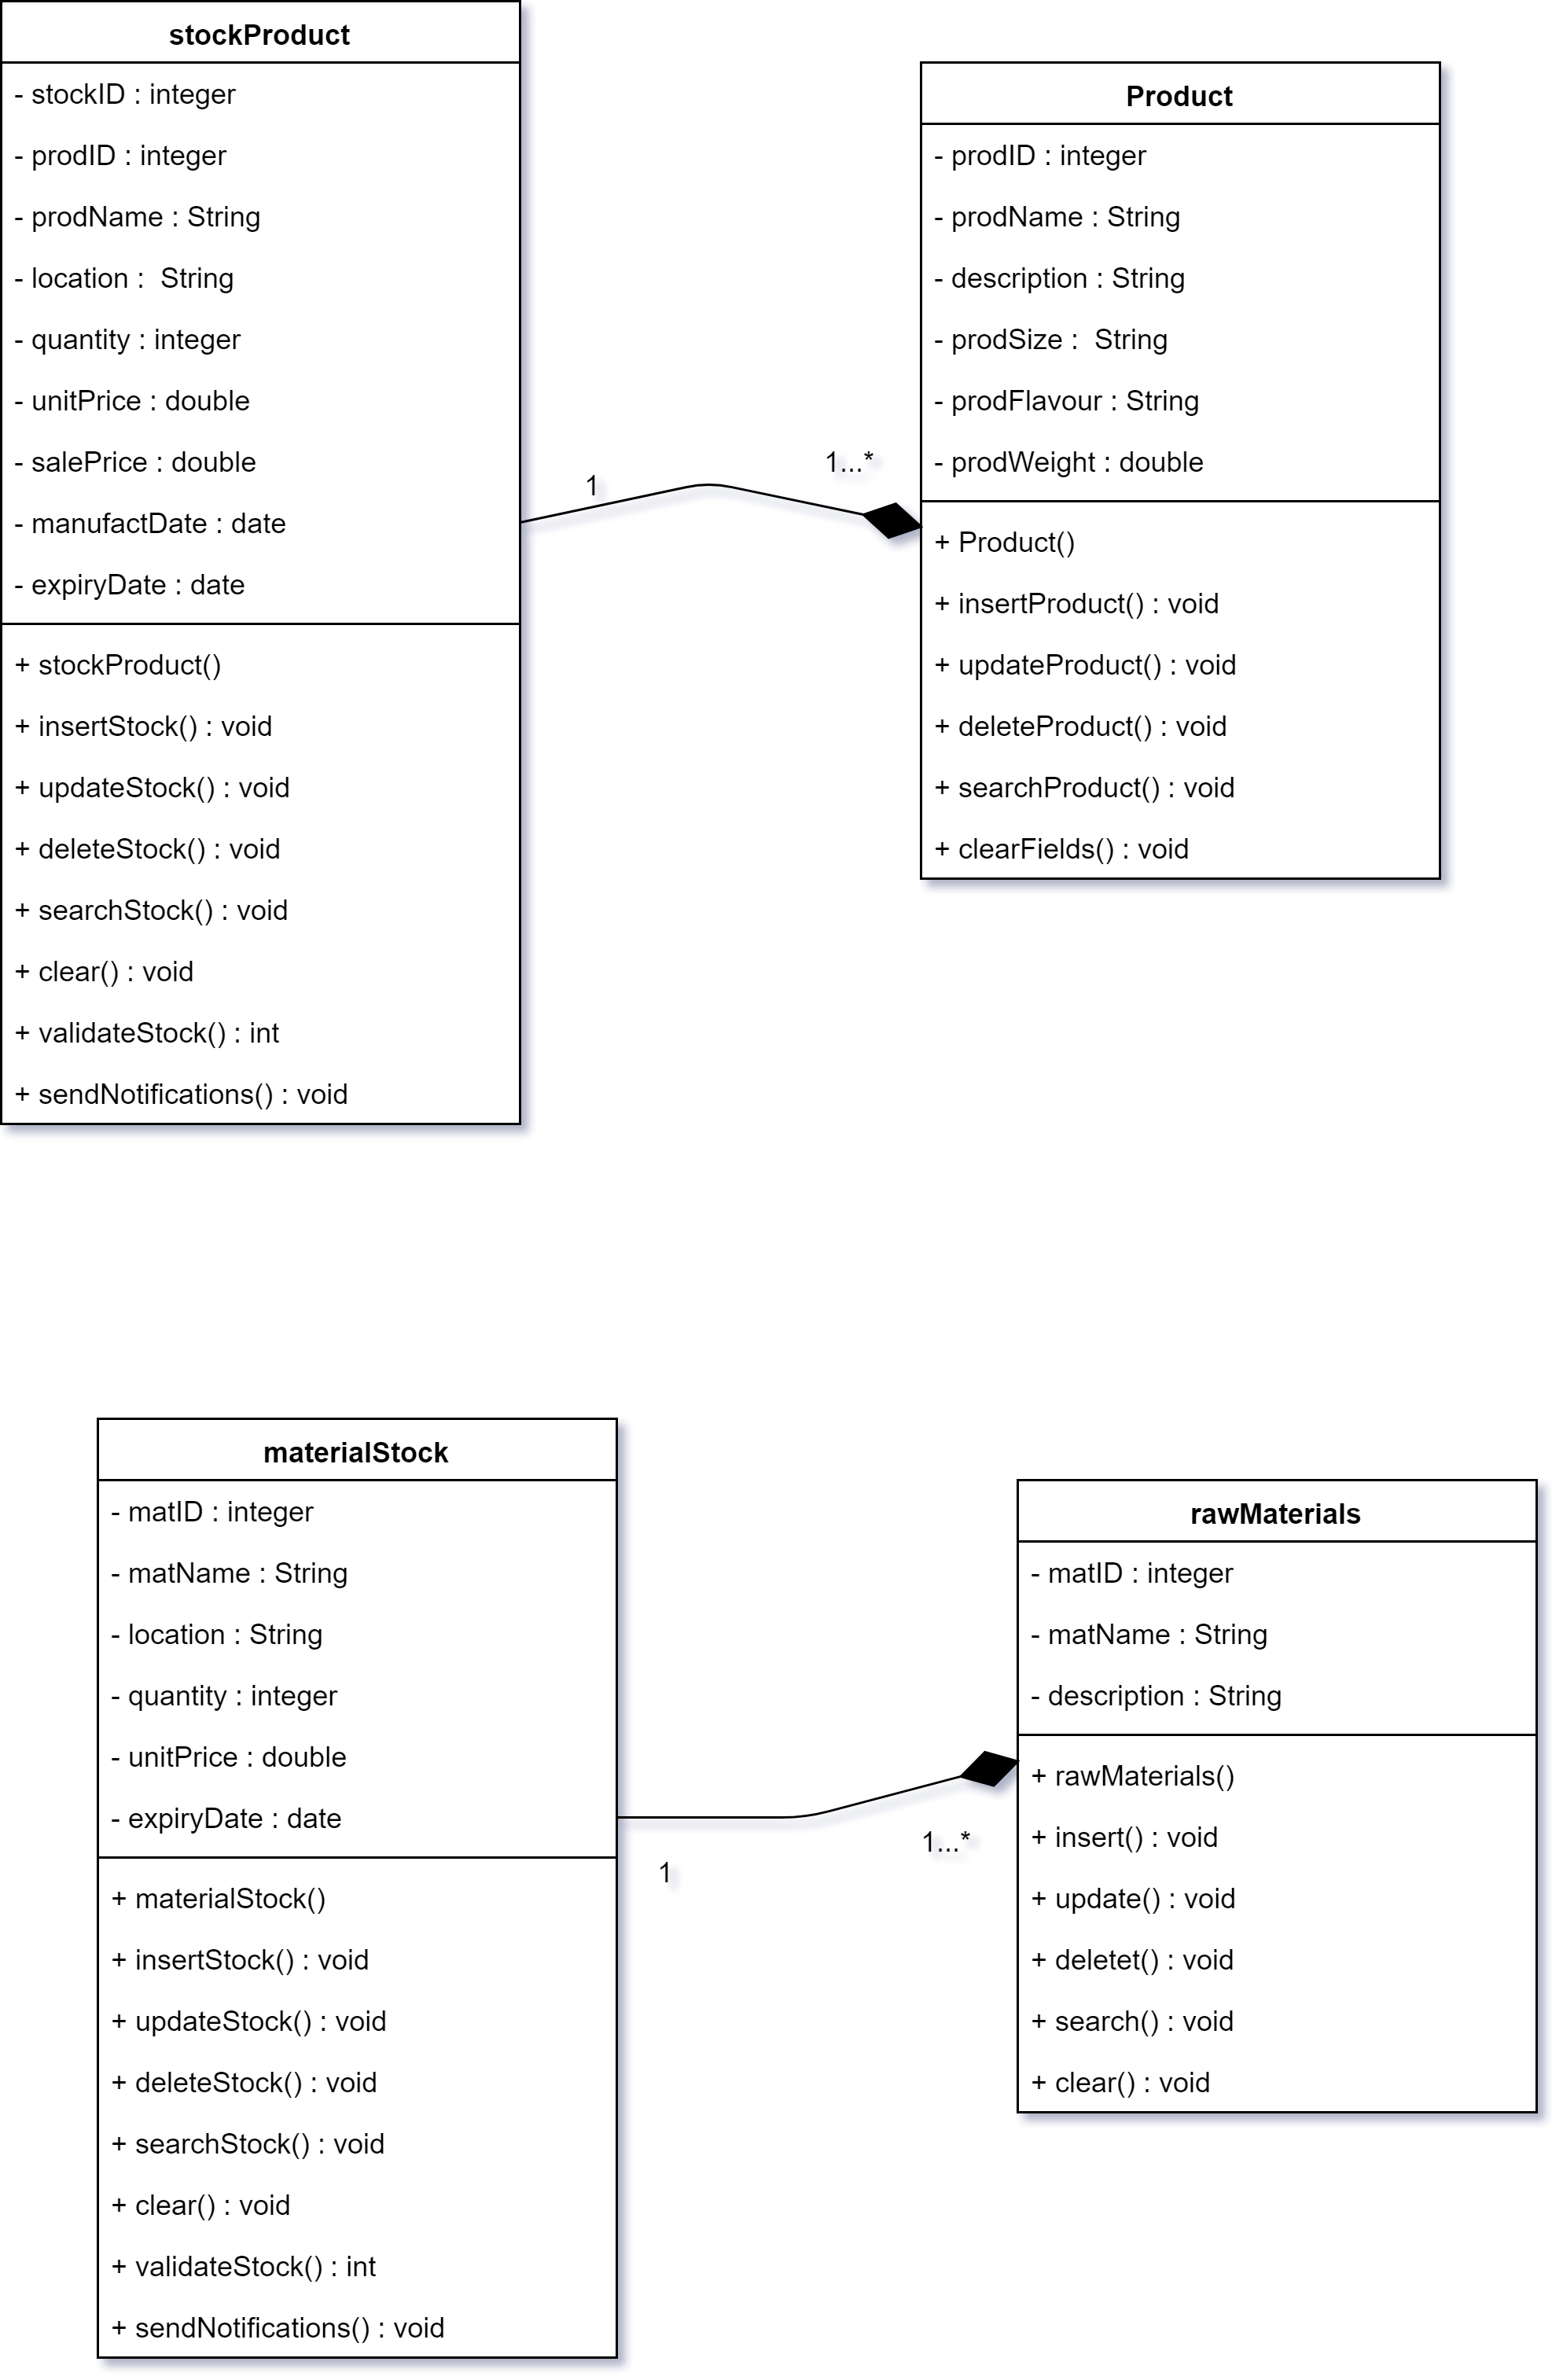 stockProduct
- stockID : integer
- prodID : integer
- prodName : String
- location :  String
- quantity : integer
- unitPrice : double
- salePrice : double
- manufactDate : date
- expiryDate : date
+ stockProduct()
+ insertStock() : void
+ updateStock() : void
+ deleteStock() : void
+ searchStock() : void
+ clear() : void
+ validateStock() : int
+ sendNotifications() : void
1
1...*
Product
- prodID : integer
- prodName : String
- description : String
- prodSize :  String
- prodFlavour : String
- prodWeight : double
+ Product()
+ insertProduct() : void
+ updateProduct() : void
+ deleteProduct() : void
+ searchProduct() : void
+ clearFields() : void
materialStock
- matID : integer
- matName : String
- location : String
- quantity : integer
- unitPrice : double
- expiryDate : date
+ materialStock()
+ insertStock() : void
+ updateStock() : void
+ deleteStock() : void
+ searchStock() : void
+ clear() : void
+ validateStock() : int
+ sendNotifications() : void
1
1...*
rawMaterials
- matID : integer
- matName : String
- description : String
+ rawMaterials()
+ insert() : void
+ update() : void
+ deletet() : void
+ search() : void
+ clear() : void